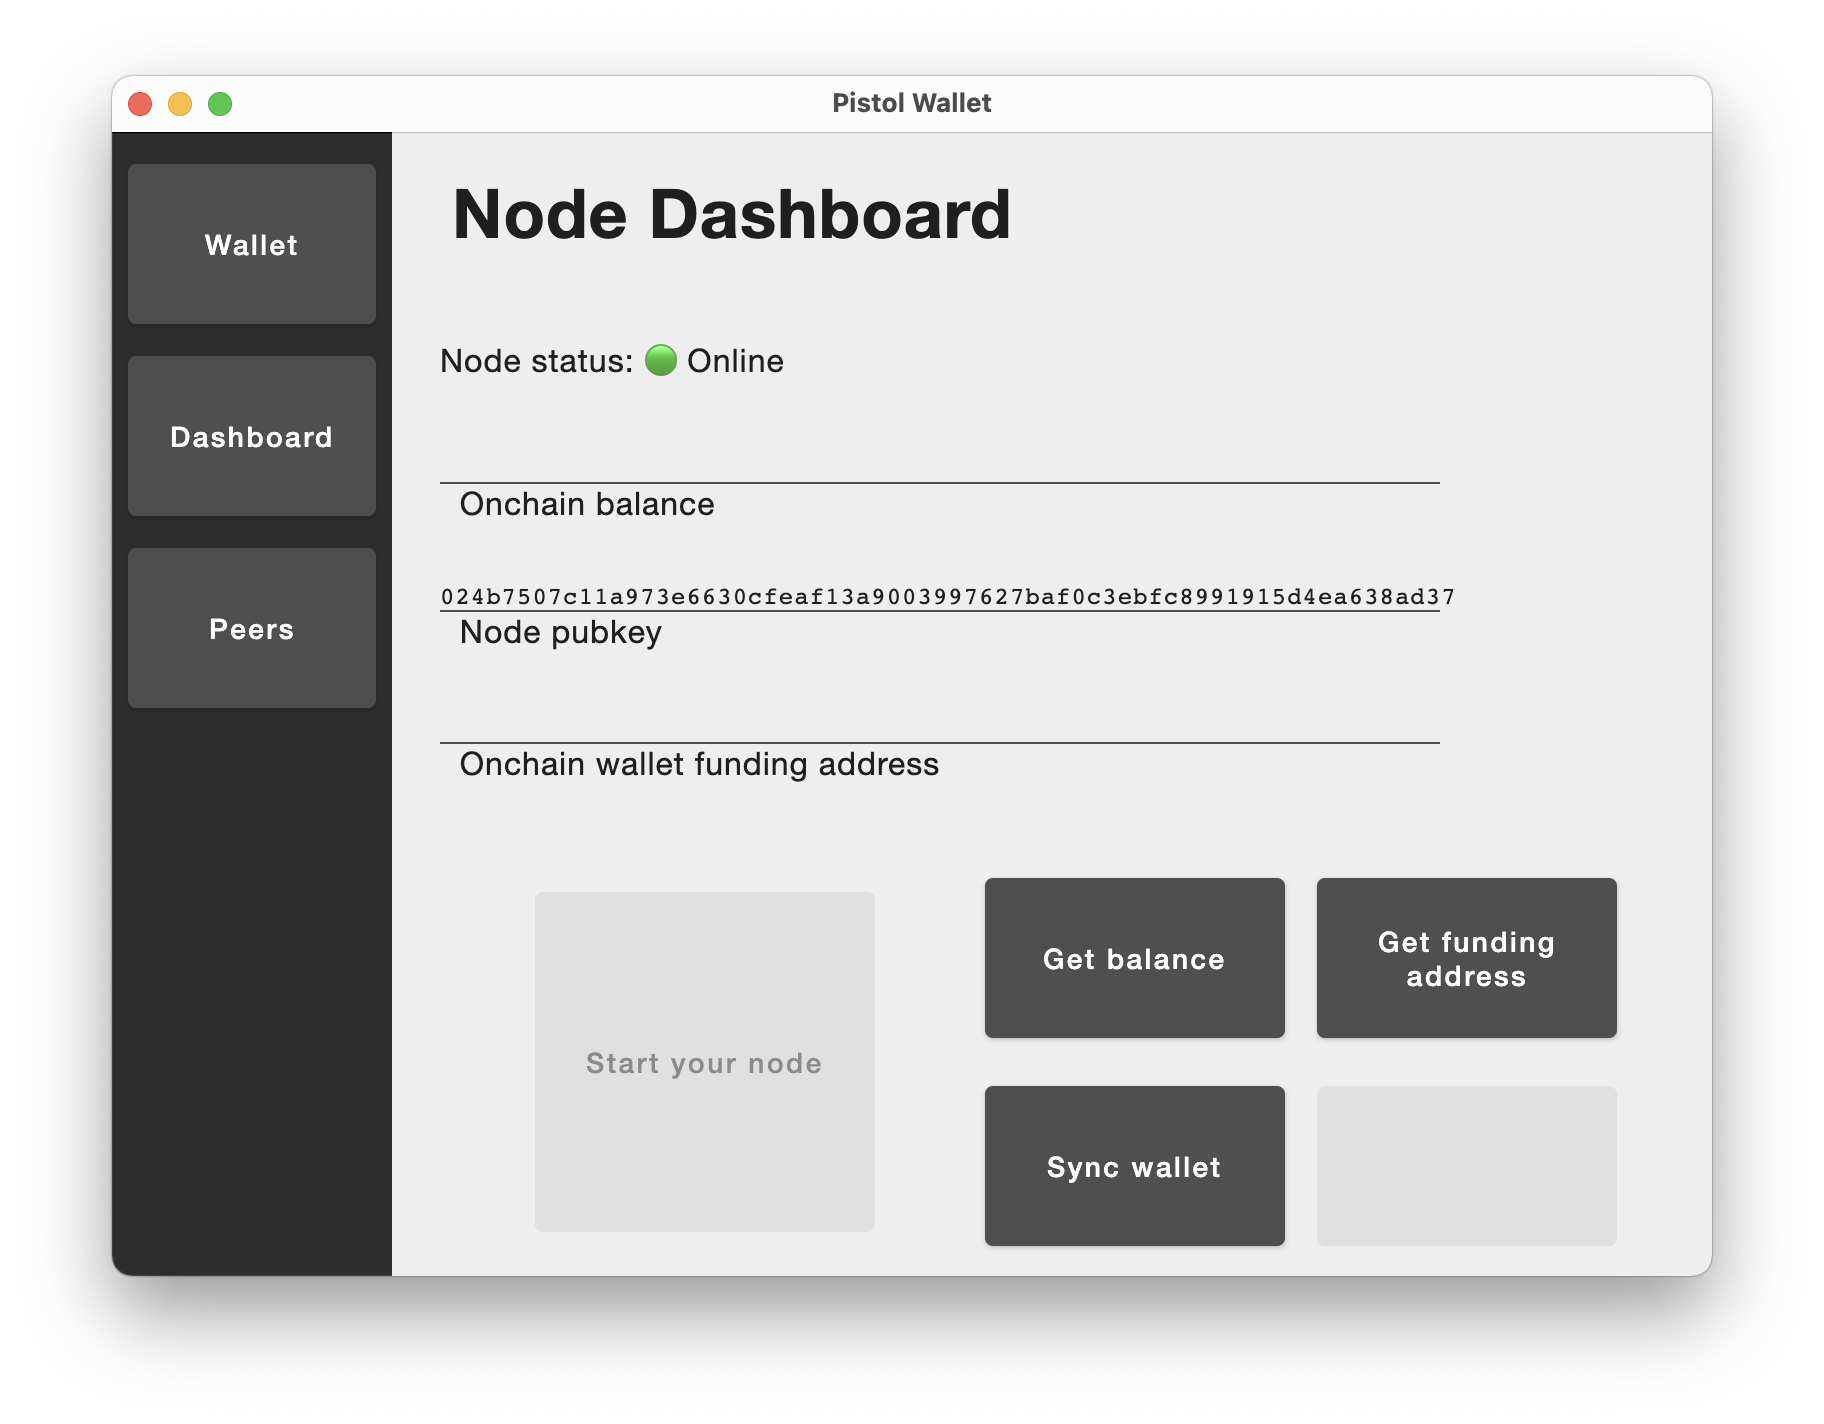 Pistol Wallet
Wallet
Dashboard
Peers
Node Dashboard
Node status: Online
Onchain balance
024b7507c11a973e6630cfeaf13a9003997627baf0c3ebfc8991915d4ea638ad37
Node pubkey
Onchain wallet funding address
Start your node
Get balance
Get funding
address
Sync wallet